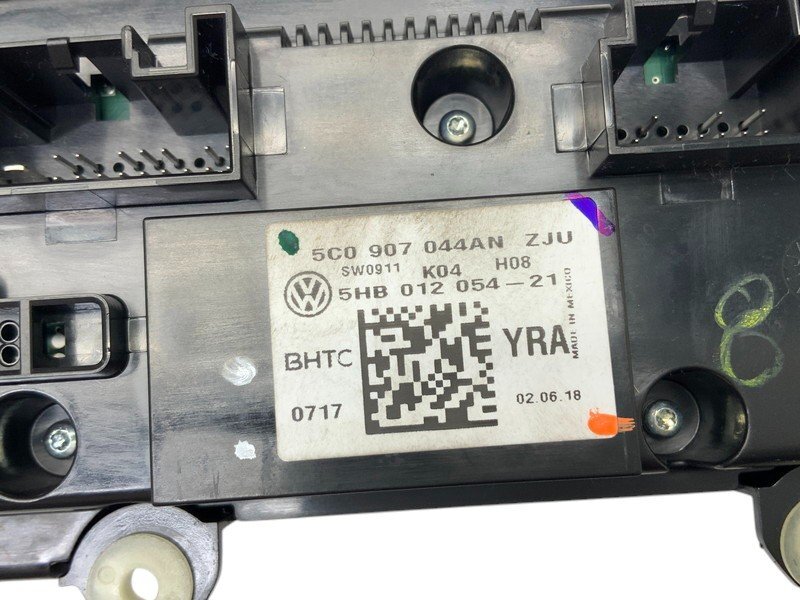 5C0 907 044AN ZJU
SW0911 K04 H08
5HB 012 054-21
MADE IN MEXICO
BHTC
YRA
0717
02.06.18
8